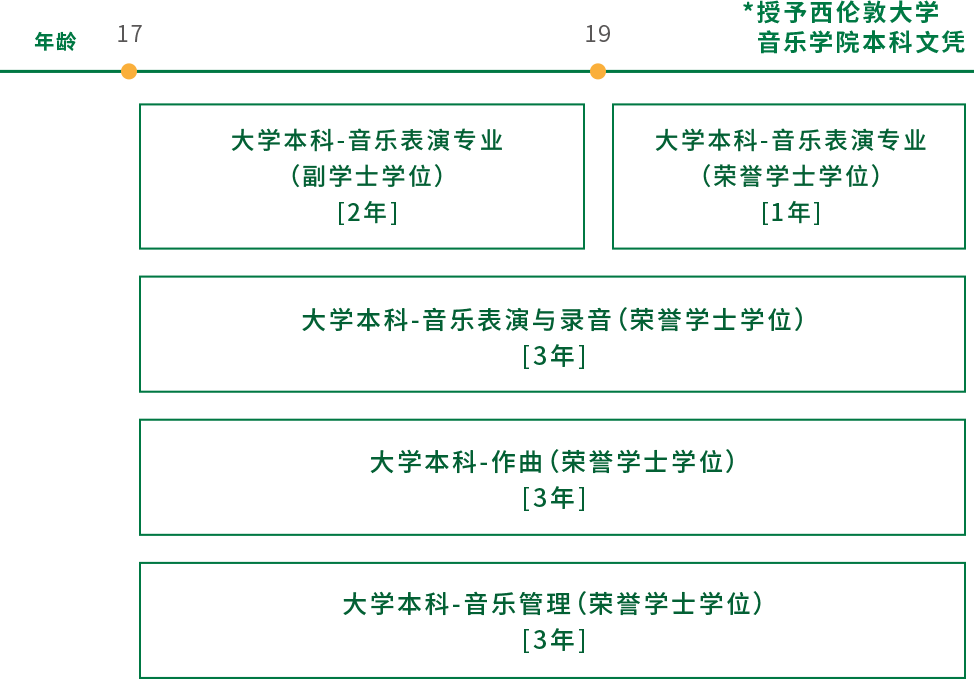 *授予西伦敦大学
音乐学院本科文凭
年龄
17
19
大学本科-音乐表演专业
（副学士学位）
[2年]
大学本科-音乐表演专业
（荣誉学士学位）
[1年]
大学本科-音乐表演与录音（荣誉学士学位）
[3年]
大学本科-作曲（荣誉学士学位）
[3年]
大学本科-音乐管理（荣誉学士学位）
[3年]